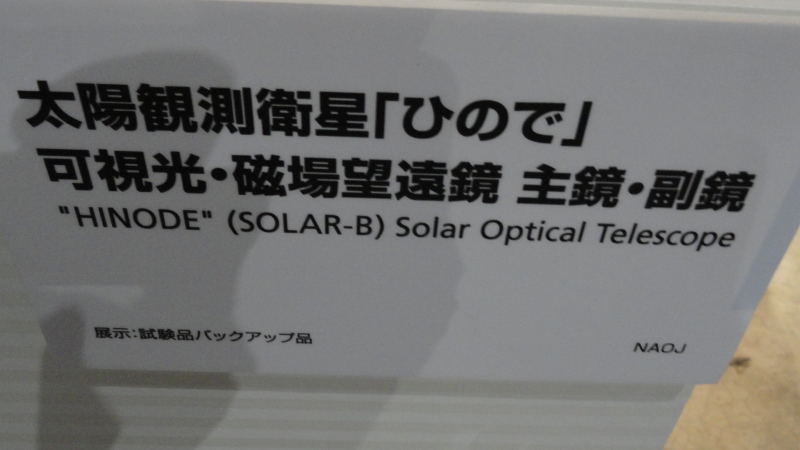 太陽観測衛星「ひので」
可視光・磁場望遠鏡 主鏡・副鏡
"HINODE" (SOLAR-B) Solar Optical Telescope
展示:試験品バックアップ品
NAOJ